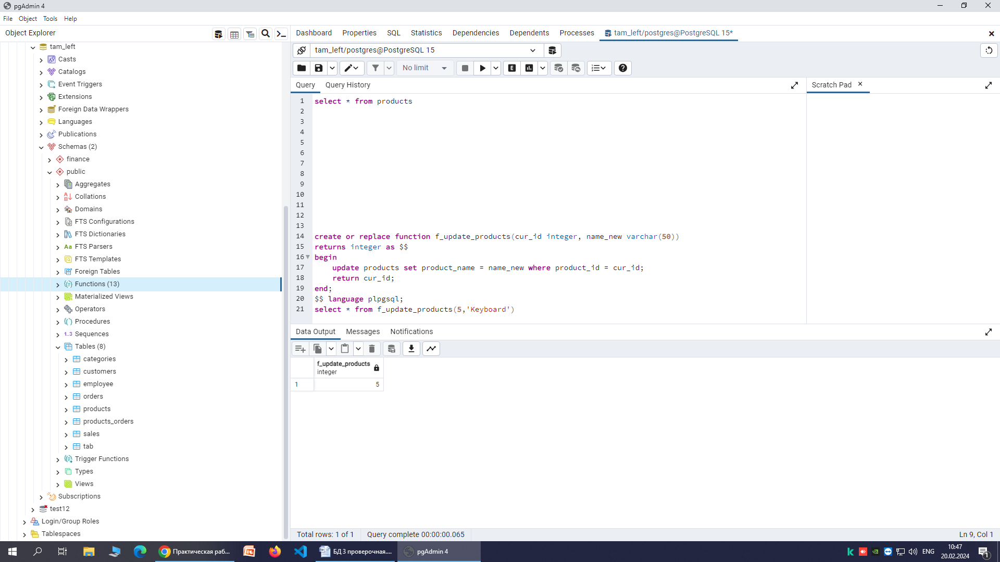 pgAdmin 4
File Object Tools Help
Object Explorer
Dashboard Properties SQL Statistics Dependencies Dependents Processes tam_left/postgres@PostgreSQL 15*
tam_left
Casts
Catalogs
Event Triggers
Extensions
Foreign Data Wrappers
Languages
Publications
Schemas (2)
finance
public
Aggregates
Collations
Domains
FTS Configurations
FTS Dictionaries
Aa FTS Parsers
FTS Templates
Foreign Tables
Functions (13)
Materialized Views
Operators
Procedures
1..3 Sequences
Tables (8)
categories
customers
employee
orders
products
products_orders
sales
tab
Trigger Functions
Types
Views
Subscriptions
test12
Login/Group Roles
Tablespaces
tam_left/postgres@PostgreSQL 15
No limit
Query Query History
Scratch Pad
1 select * from products
2
3
4
5
6
7
8
9
10
11
12
13
14 create or replace function f_update_products(cur_id integer, name_new varchar(50))
15 returns integer as $$
16 begin
17 update products set product_name = name_new where product_id = cur_id;
18 return cur_id;
19 end;
20 $$ language plpgsql;
21 select * from f_update_products(5,'Keyboard')
Data Output Messages Notifications
f_update_products
integer
1 5
Total rows: 1 of 1 Query complete 00:00:00.065 Ln 9, Col 1
Практическая раб... БД 3 проверочная.... pgAdmin 4 ENG
10:47
20.02.2024
1